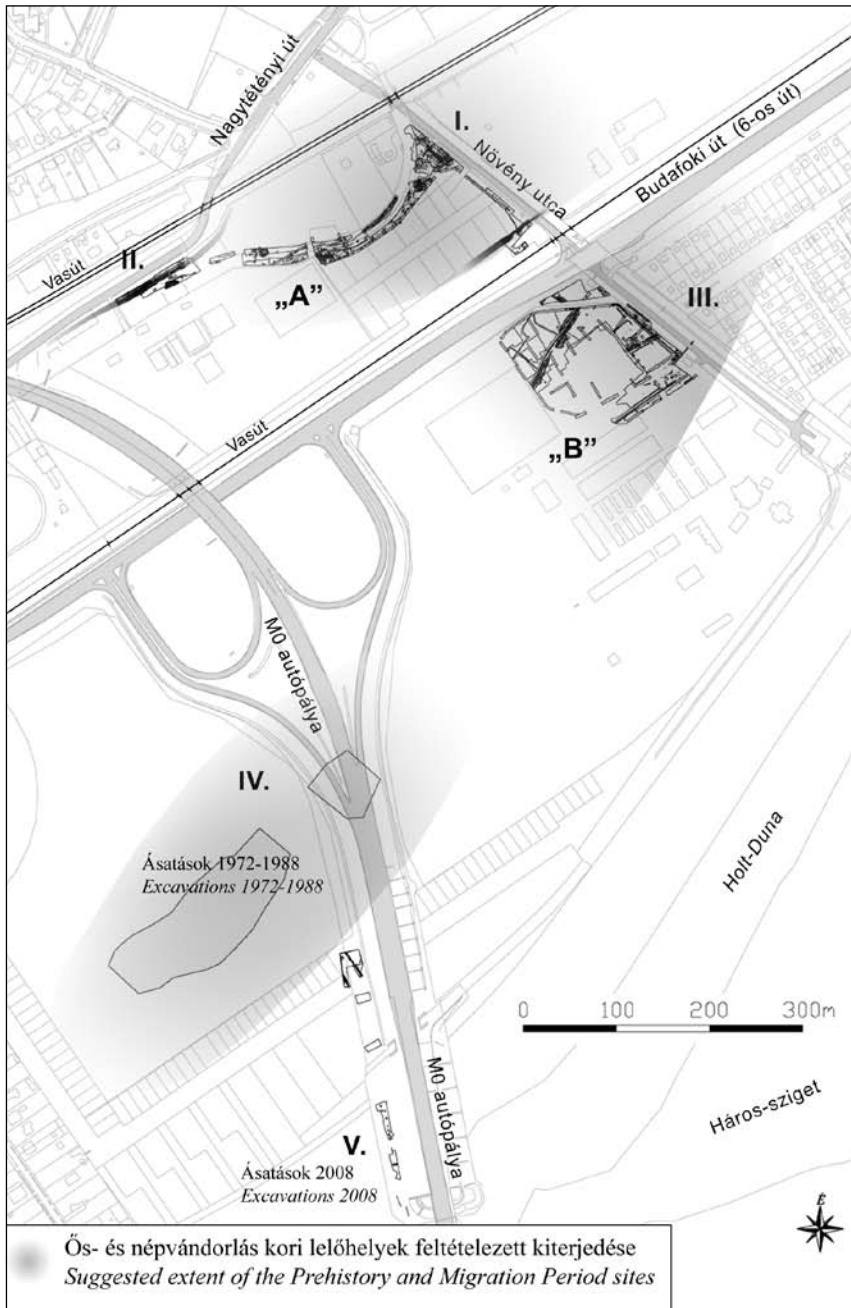 Nagytétényi út
I.
Növény utca
Budafoki út (6-os út)
Vasút
II.
„A”
III.
„B”
Vasút
M0 autópálya
IV.
Ásatások 1972-1988
Excavations 1972-1988
Holt-Duna
0 100 200 300m
M0 autópálya
Háros-sziget
V.
Ásatások 2008
Excavations 2008
É
Ős- és népvándorlás kori lelőhelyek feltételezett kiterjedése
Suggested extent of the Prehistory and Migration Period sites